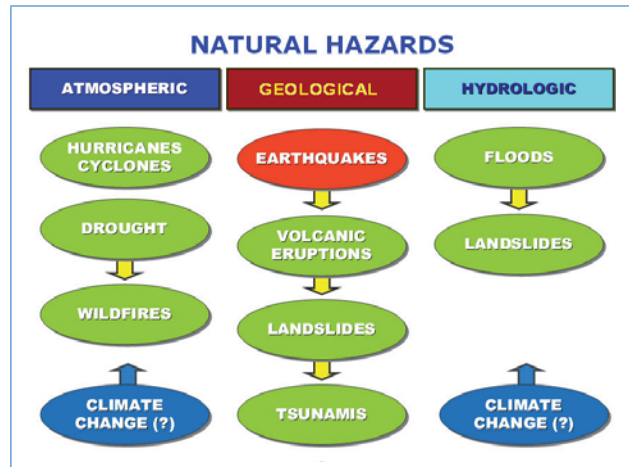 NATURAL HAZARDS
ATMOSPHERIC
GEOLOGICAL
HYDROLOGIC
HURRICANES
CYCLONES
DROUGHT
WILDFIRES
CLIMATE
CHANGE (?)
EARTHQUAKES
VOLCANIC
ERUPTIONS
LANDSLIDES
TSUNAMIS
FLOODS
LANDSLIDES
CLIMATE
CHANGE (?)